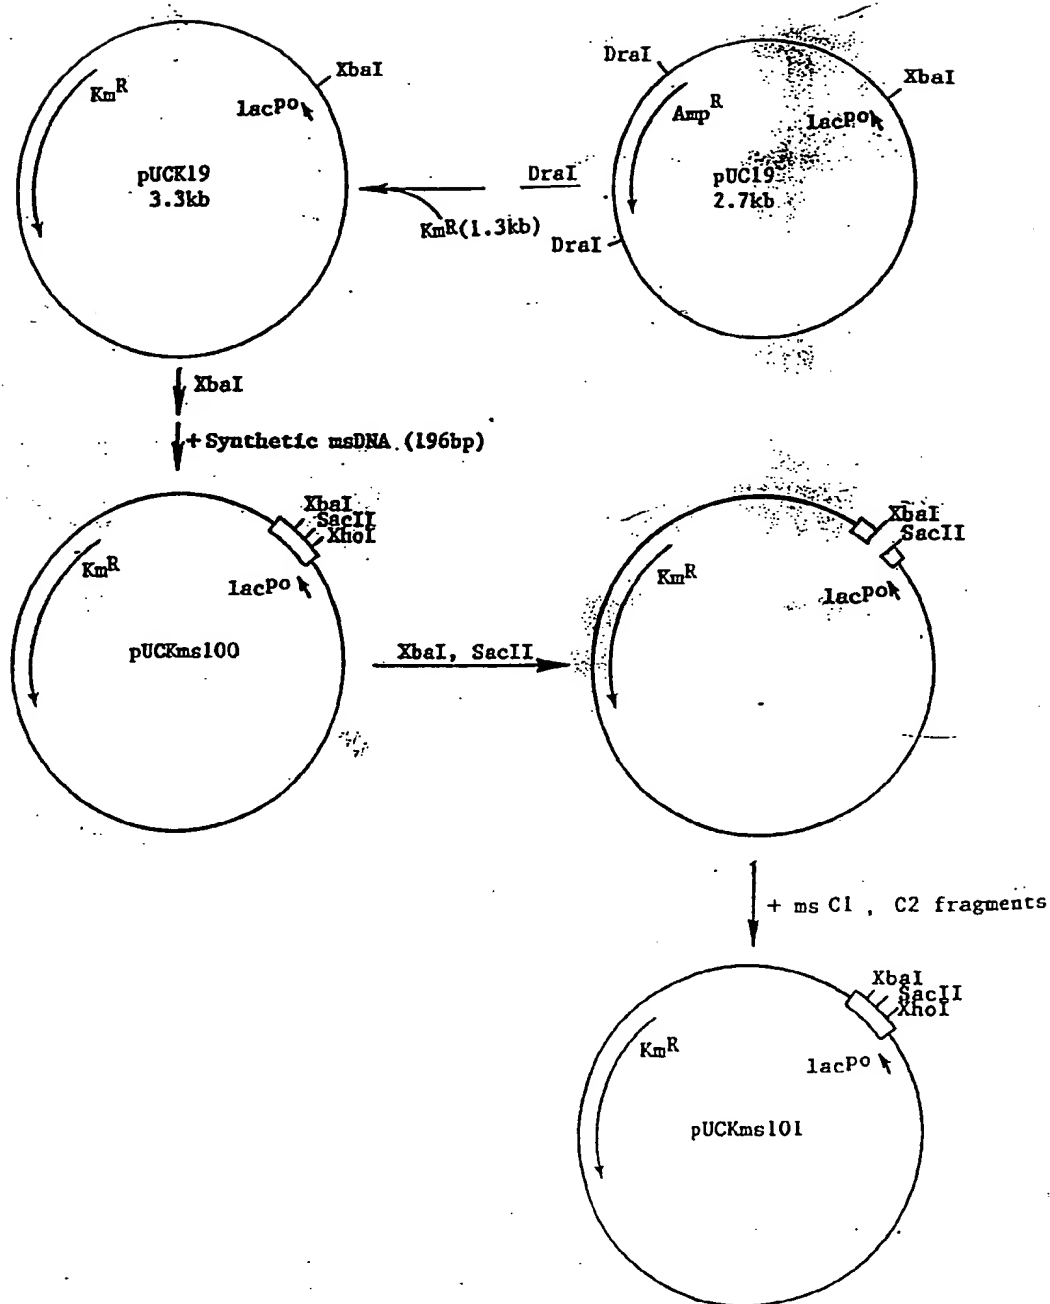 XbaI
KmR
lacPO
pUCK19
3.3kb
DraI
XbaI
AmpR
lacPO
pUC19
2.7kb
DraI
DraI
KmR(1.3kb)
XbaI
+Synthetic msDNA.(196bp)
XbaI
SacII
XhoI
KmR
lacPO
pUCKms100
XbaI, SacII
XbaI
SacII
KmR
lacPO
+ ms C1 , C2 fragments
XbaI
SacII
XhoI
KmR
lacPO
pUCKms101